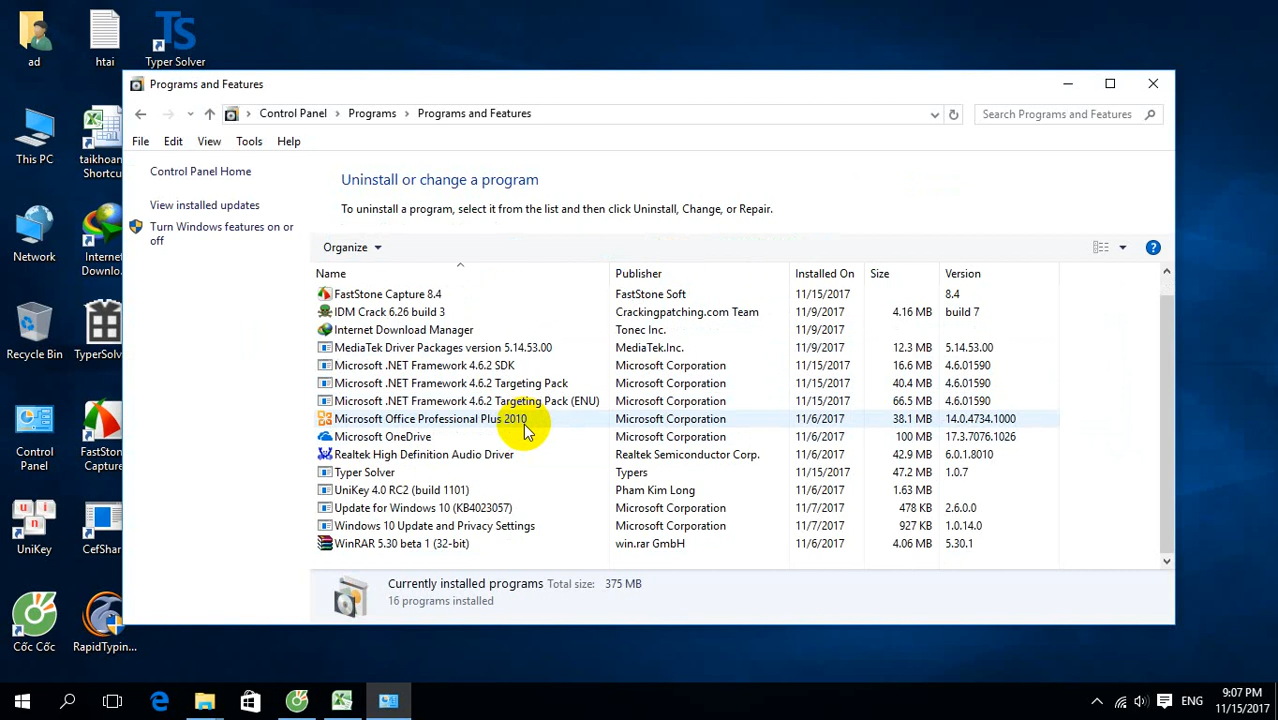 ad
htai
Typer Solver
This PC
taikhoan
Shortcu
Network
Internet
Downlo...
Recycle Bin
TyperSolv
Control
Panel
FastSton
Capture
UniKey
CefShar
Cốc Cốc
RapidTyping...
Programs and Features
Control Panel > Programs > Programs and Features
Search Programs and Features
File Edit View Tools Help
Control Panel Home
View installed updates
Turn Windows features on or
off
Uninstall or change a program
To uninstall a program, select it from the list and then click Uninstall, Change, or Repair.
Organize
Name Publisher Installed On Size Version
FastStone Capture 8.4 FastStone Soft 11/15/2017 8.4
IDM Crack 6.26 build 3 Crackingpatching.com Team 11/9/2017 4.16 MB build 7
Internet Download Manager Tonec Inc. 11/9/2017
MediaTek Driver Packages version 5.14.53.00 MediaTek.Inc. 11/9/2017 12.3 MB 5.14.53.00
Microsoft .NET Framework 4.6.2 SDK Microsoft Corporation 11/15/2017 16.6 MB 4.6.01590
Microsoft .NET Framework 4.6.2 Targeting Pack Microsoft Corporation 11/15/2017 40.4 MB 4.6.01590
Microsoft .NET Framework 4.6.2 Targeting Pack (ENU) Microsoft Corporation 11/15/2017 66.5 MB 4.6.01590
Microsoft Office Professional Plus 2010 Microsoft Corporation 11/6/2017 38.1 MB 14.0.4734.1000
Microsoft OneDrive Microsoft Corporation 11/6/2017 100 MB 17.3.7076.1026
Realtek High Definition Audio Driver Realtek Semiconductor Corp. 11/6/2017 42.9 MB 6.0.1.8010
Typer Solver Typers 11/15/2017 47.2 MB 1.0.7
UniKey 4.0 RC2 (build 1101) Pham Kim Long 11/6/2017 1.63 MB
Update for Windows 10 (KB4023057) Microsoft Corporation 11/7/2017 478 KB 2.6.0.0
Windows 10 Update and Privacy Settings Microsoft Corporation 11/7/2017 927 KB 1.0.14.0
WinRAR 5.30 beta 1 (32-bit) win.rar GmbH 11/6/2017 4.06 MB 5.30.1
Currently installed programs Total size: 375 MB
16 programs installed
ENG
9:07 PM
11/15/2017